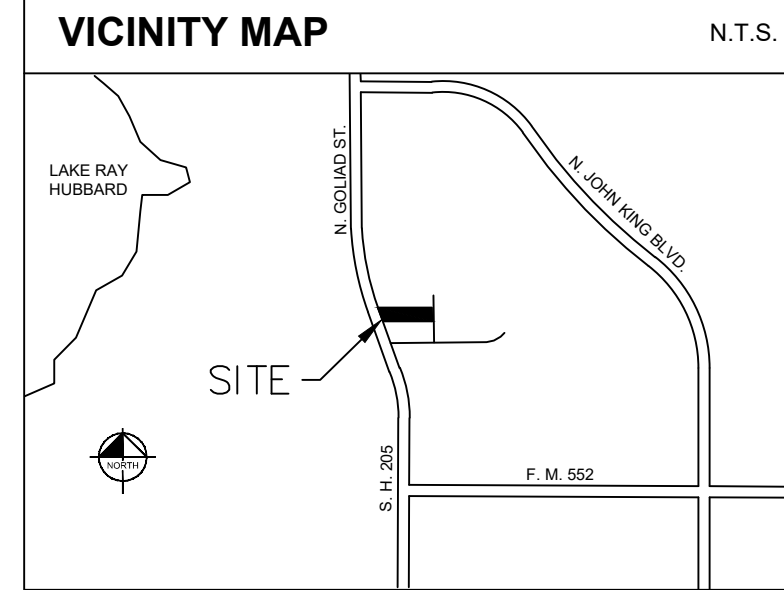 VICINITY MAP
N.T.S.
LAKE RAY
HUBBARD
N. GOLIAD ST.
N. JOHN KING BLVD.
SITE
NORTH
S. H. 205
F. M. 552